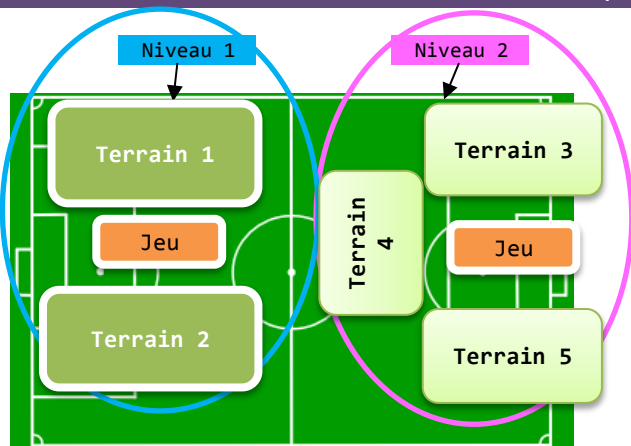 Niveau 1
Niveau 2
Terrain 1
Terrain 3
Jeu
Terrain
4
Jeu
Terrain 2
Terrain 5